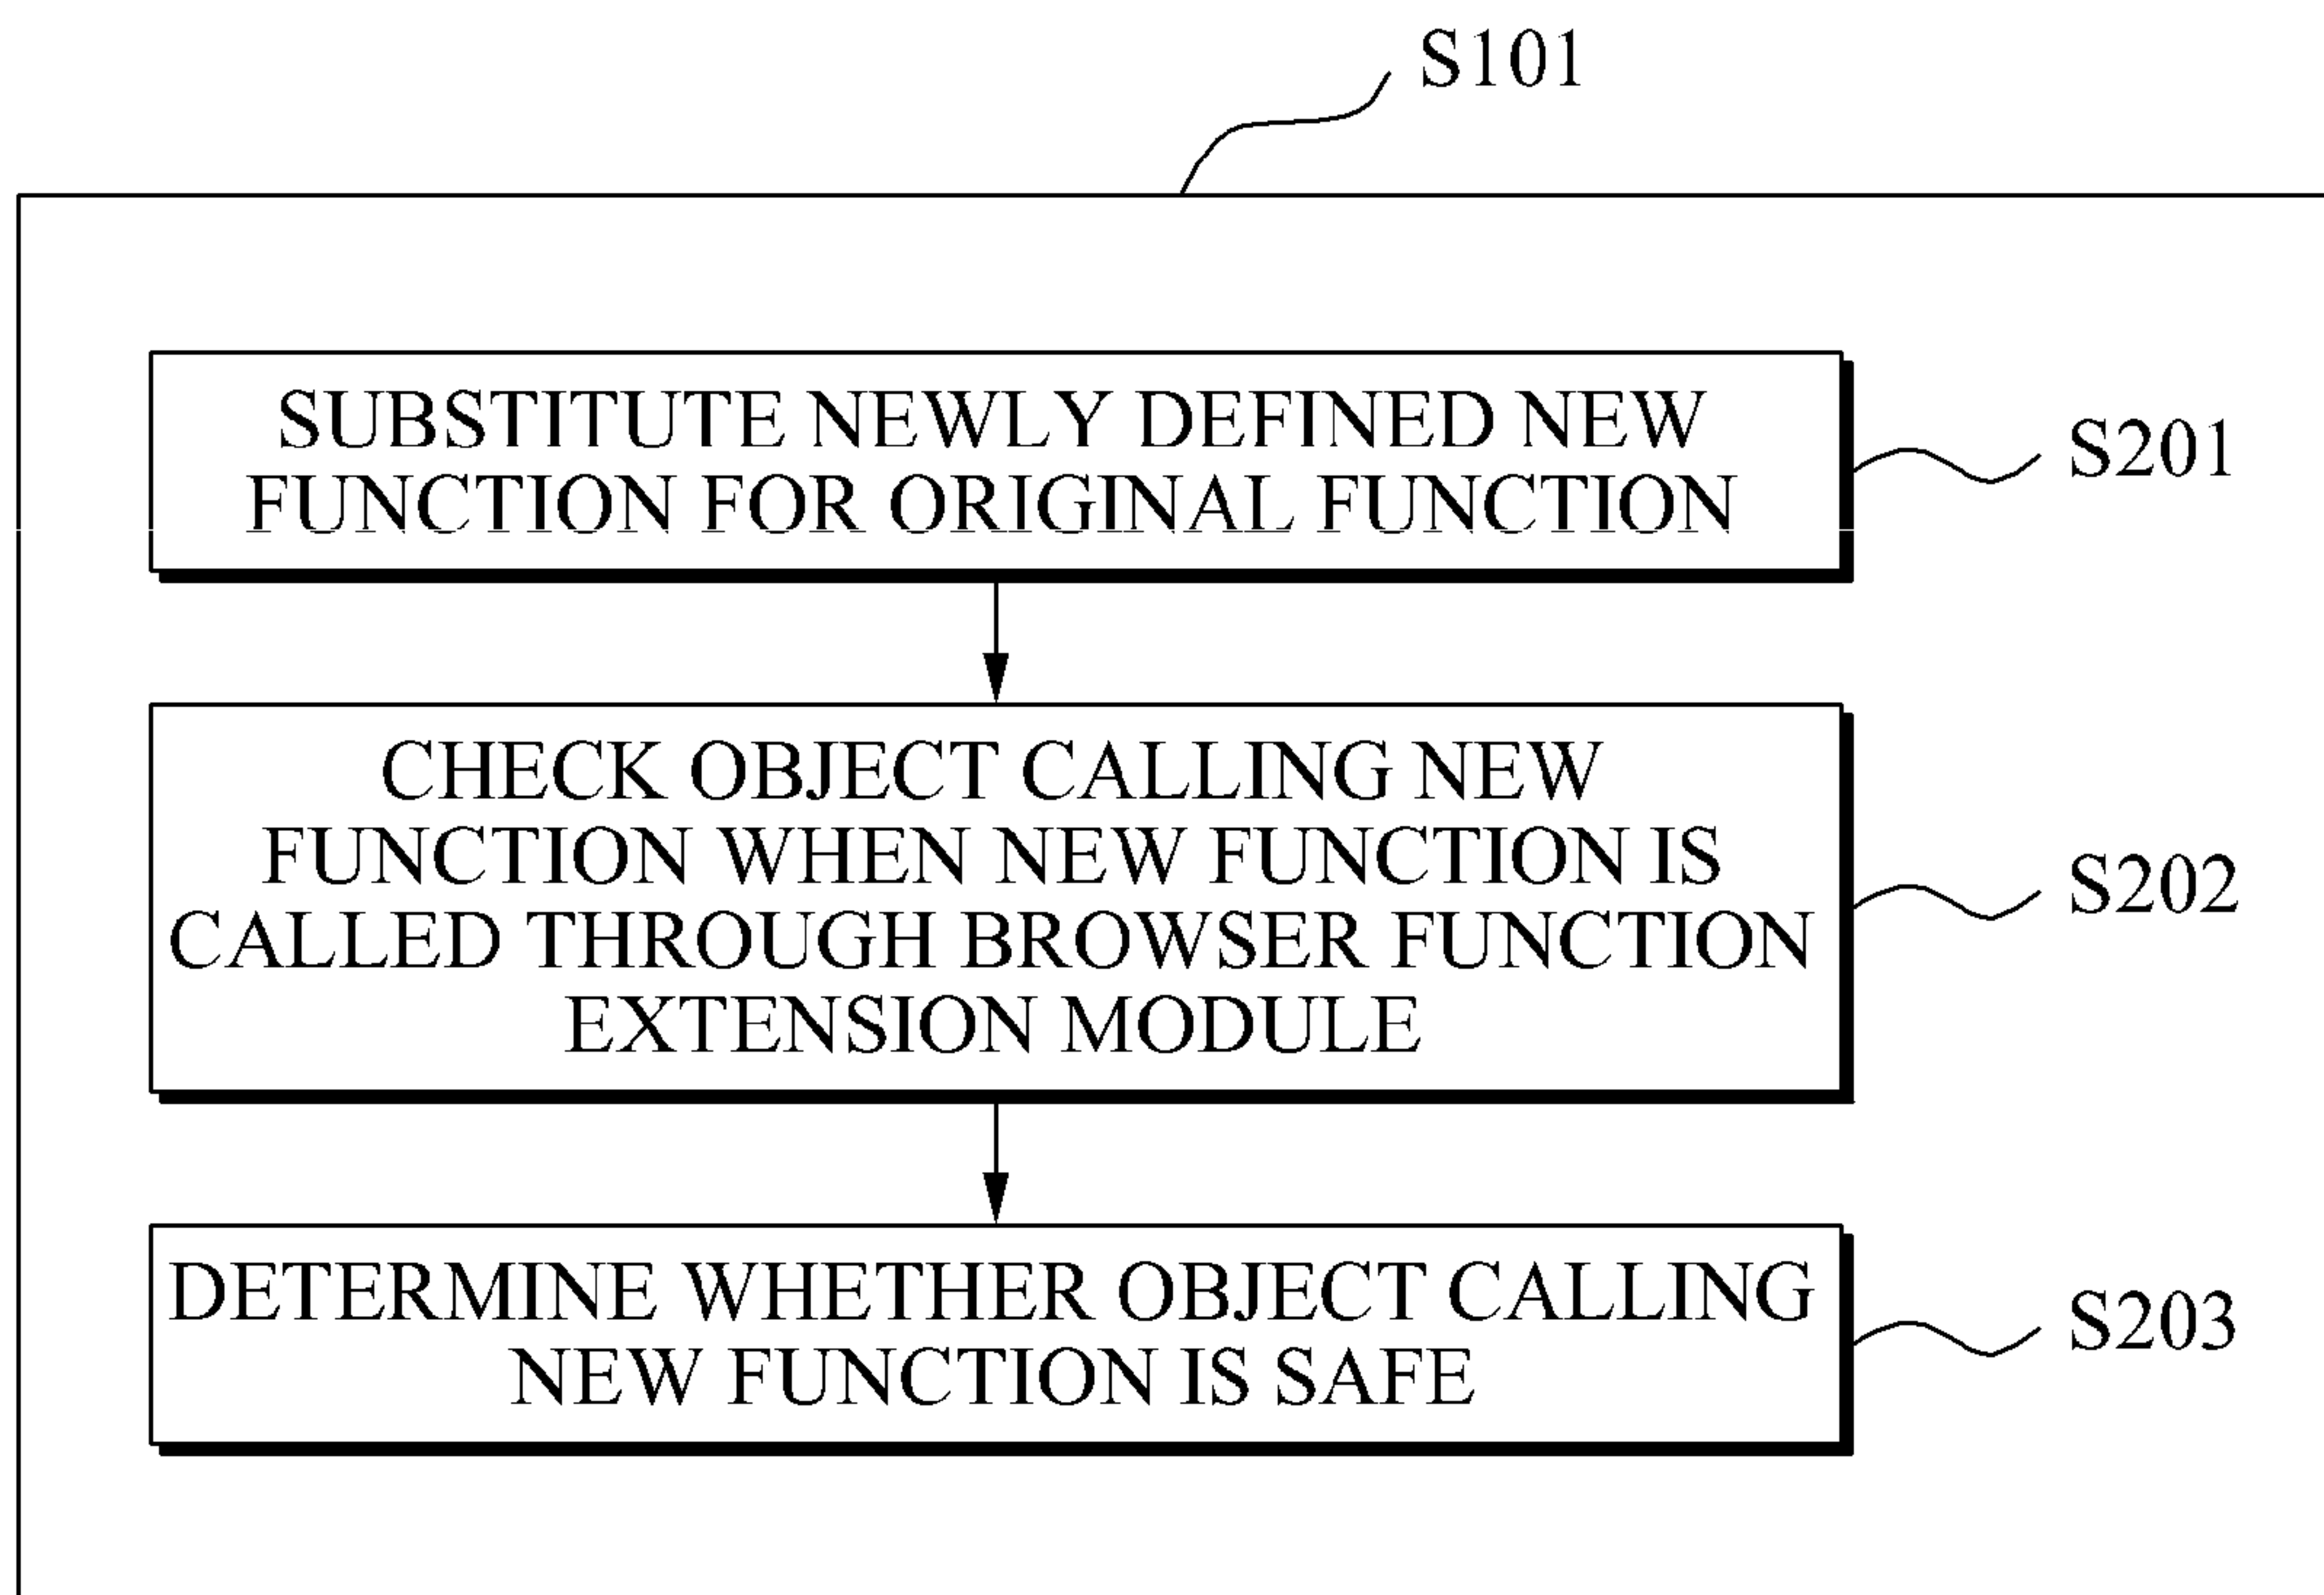 S101
SUBSTITUTE NEWLY DEFINED NEW
FUNCTION FOR ORIGINAL FUNCTION
S201
CHECK OBJECT CALLING NEW
FUNCTION WHEN NEW FUNCTION IS
CALLED THROUGH BROWSER FUNCTION
EXTENSION MODULE
S202
DETERMINE WHETHER OBJECT CALLING
NEW FUNCTION IS SAFE
S203